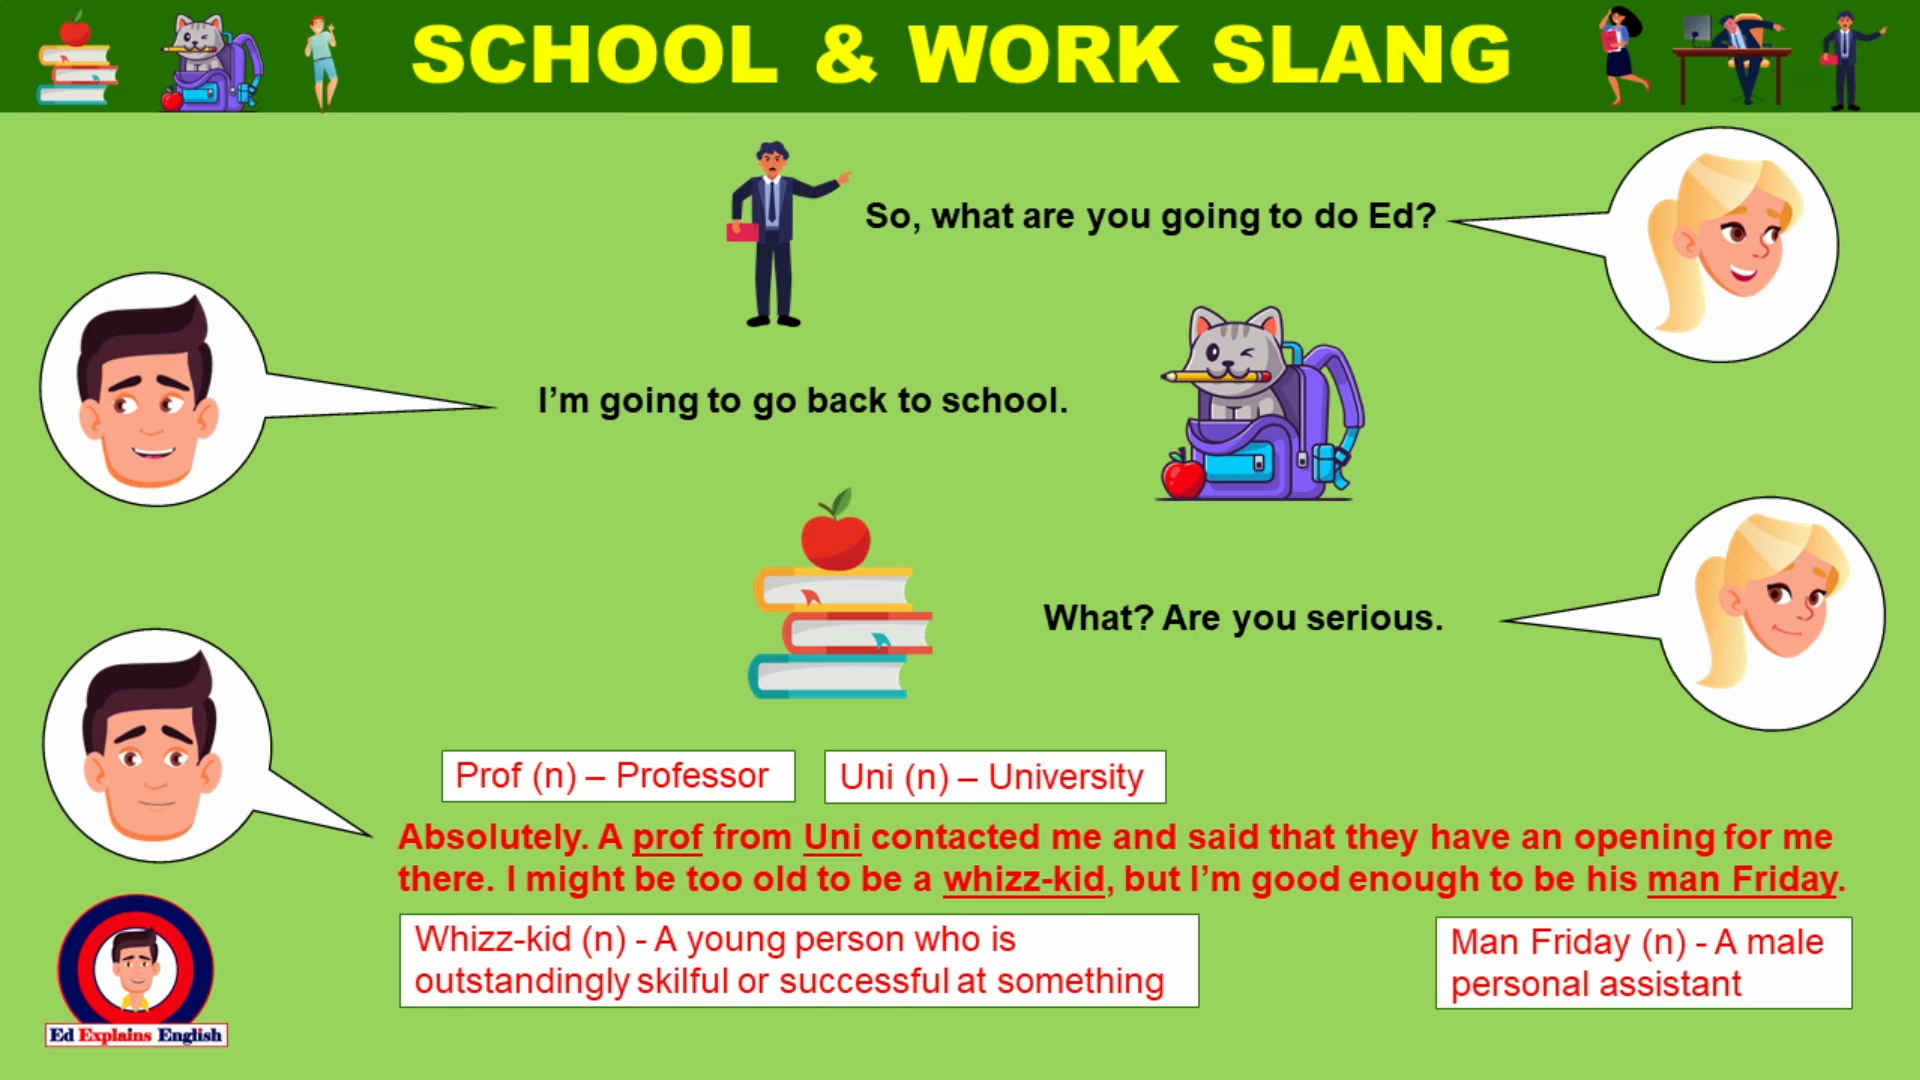 SCHOOL & WORK SLANG
So, what are you going to do Ed?
I'm going to go back to school.
What? Are you serious.
Prof (n) – Professor
Uni (n) – University
Absolutely. A prof from Uni contacted me and said that they have an opening for me
there. I might be too old to be a whizz-kid, but I'm good enough to be his man Friday.
Whizz-kid (n) - A young person who is
outstandingly skilful or successful at something
Man Friday (n) - A male
personal assistant
Ed Explains English